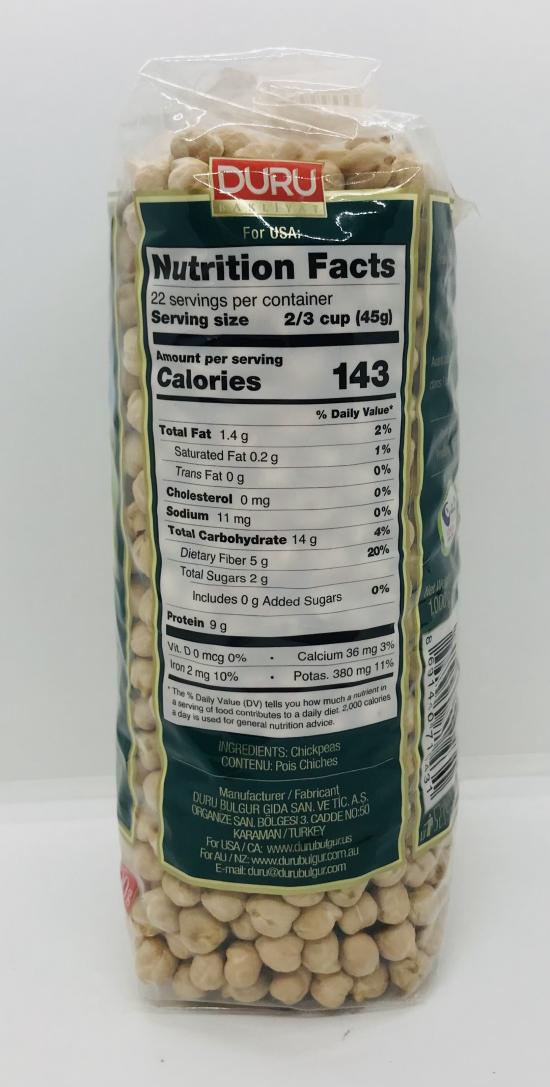 DURU
BAKLİYAT
For USA:
Nutrition Facts
22 servings per container
Serving size 2/3 cup (45g)
Amount per serving
Calories 143
% Daily Value*
Total Fat 1.4 g 2%
Saturated Fat 0.2 g 1%
Trans Fat 0 g 0%
Cholesterol 0 mg 0%
Sodium 11 mg 0%
Total Carbohydrate 14 g 4%
Dietary Fiber 5 g 20%
Total Sugars 2 g
Includes 0 g Added Sugars 0%
Protein 9 g
Vit. D 0 mcg 0% • Calcium 36 mg 3%
Iron 2 mg 10% • Potas. 380 mg 11%
* The % Daily Value (DV) tells you how much a nutrient in
a serving of food contributes to a daily diet. 2,000 calories
a day is used for general nutrition advice.
INGREDIENTS: Chickpeas
CONTENU: Pois Chiches
Manufacturer / Fabricant
DURU BULGUR GIDA SAN. VE TİC. A.Ş.
ORGANIZE SAN. BÖLGESI 3. CADDE NO:50
KARAMAN / TURKEY
For USA / CA: www.durubulgur.us
For AU / NZ: www.durubulgur.com.au
E-mail: duru@durubulgur.com
Net